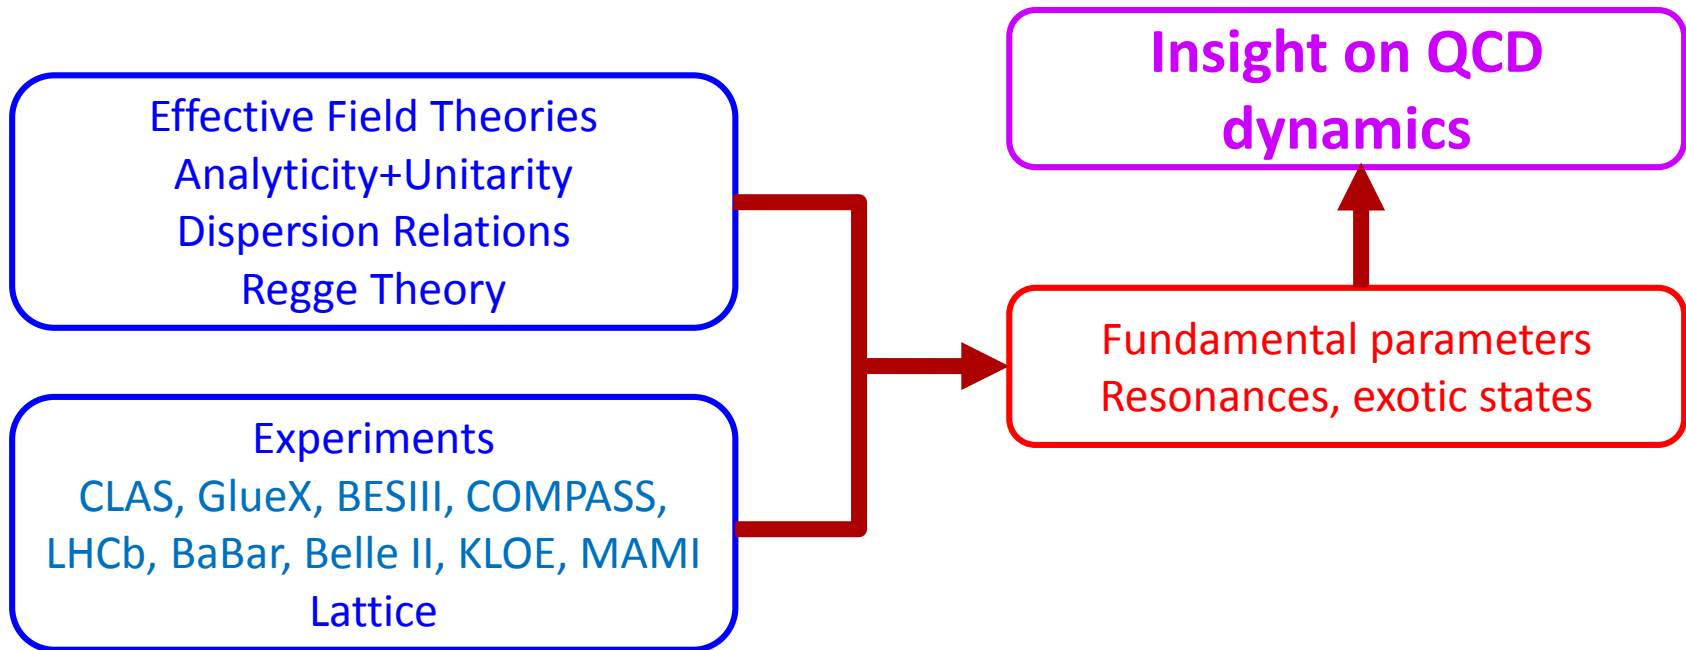 Effective Field Theories
Analyticity+Unitarity
Dispersion Relations
Regge Theory
Experiments
CLAS, GlueX, BESIII, COMPASS,
LHCb, BaBar, Belle II, KLOE, MAMI
Lattice
Insight on QCD
dynamics
Fundamental parameters
Resonances, exotic states